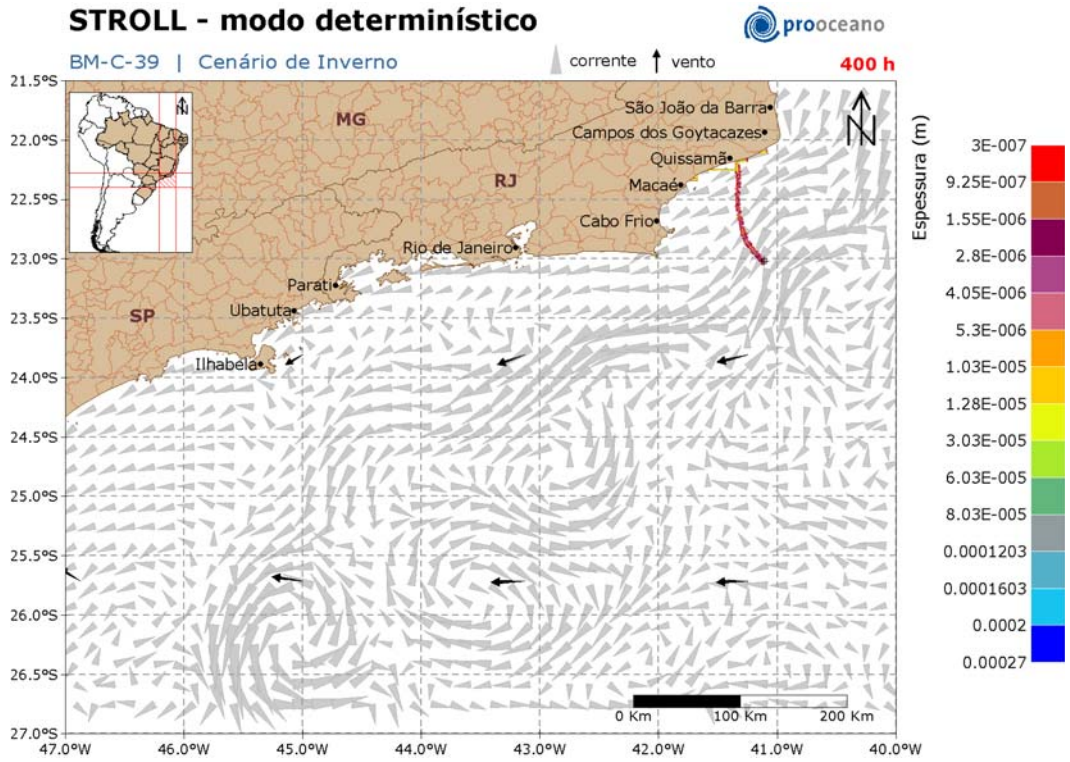 STROLL - modo determinístico
prooceano
BM-C-39 | Cenário de Inverno
corrente
vento
400 h
21.5°S
22.0°S
22.5°S
23.0°S
23.5°S
24.0°S
24.5°S
25.0°S
25.5°S
26.0°S
26.5°S
27.0°S
N
N
São João da Barra
MG
Campos dos Goytacazes
Quissamã
RJ
Macaé
Cabo Frio
Rio de Janeiro
Parati
Ubatuta
SP
Ilhabela
0 Km 100 Km 200 Km
47.0°W 46.0°W 45.0°W 44.0°W 43.0°W 42.0°W 41.0°W 40.0°W
Espessura (m)
3E-007
9.25E-007
1.55E-006
2.8E-006
4.05E-006
5.3E-006
1.03E-005
1.28E-005
3.03E-005
6.03E-005
8.03E-005
0.0001203
0.0001603
0.0002
0.00027